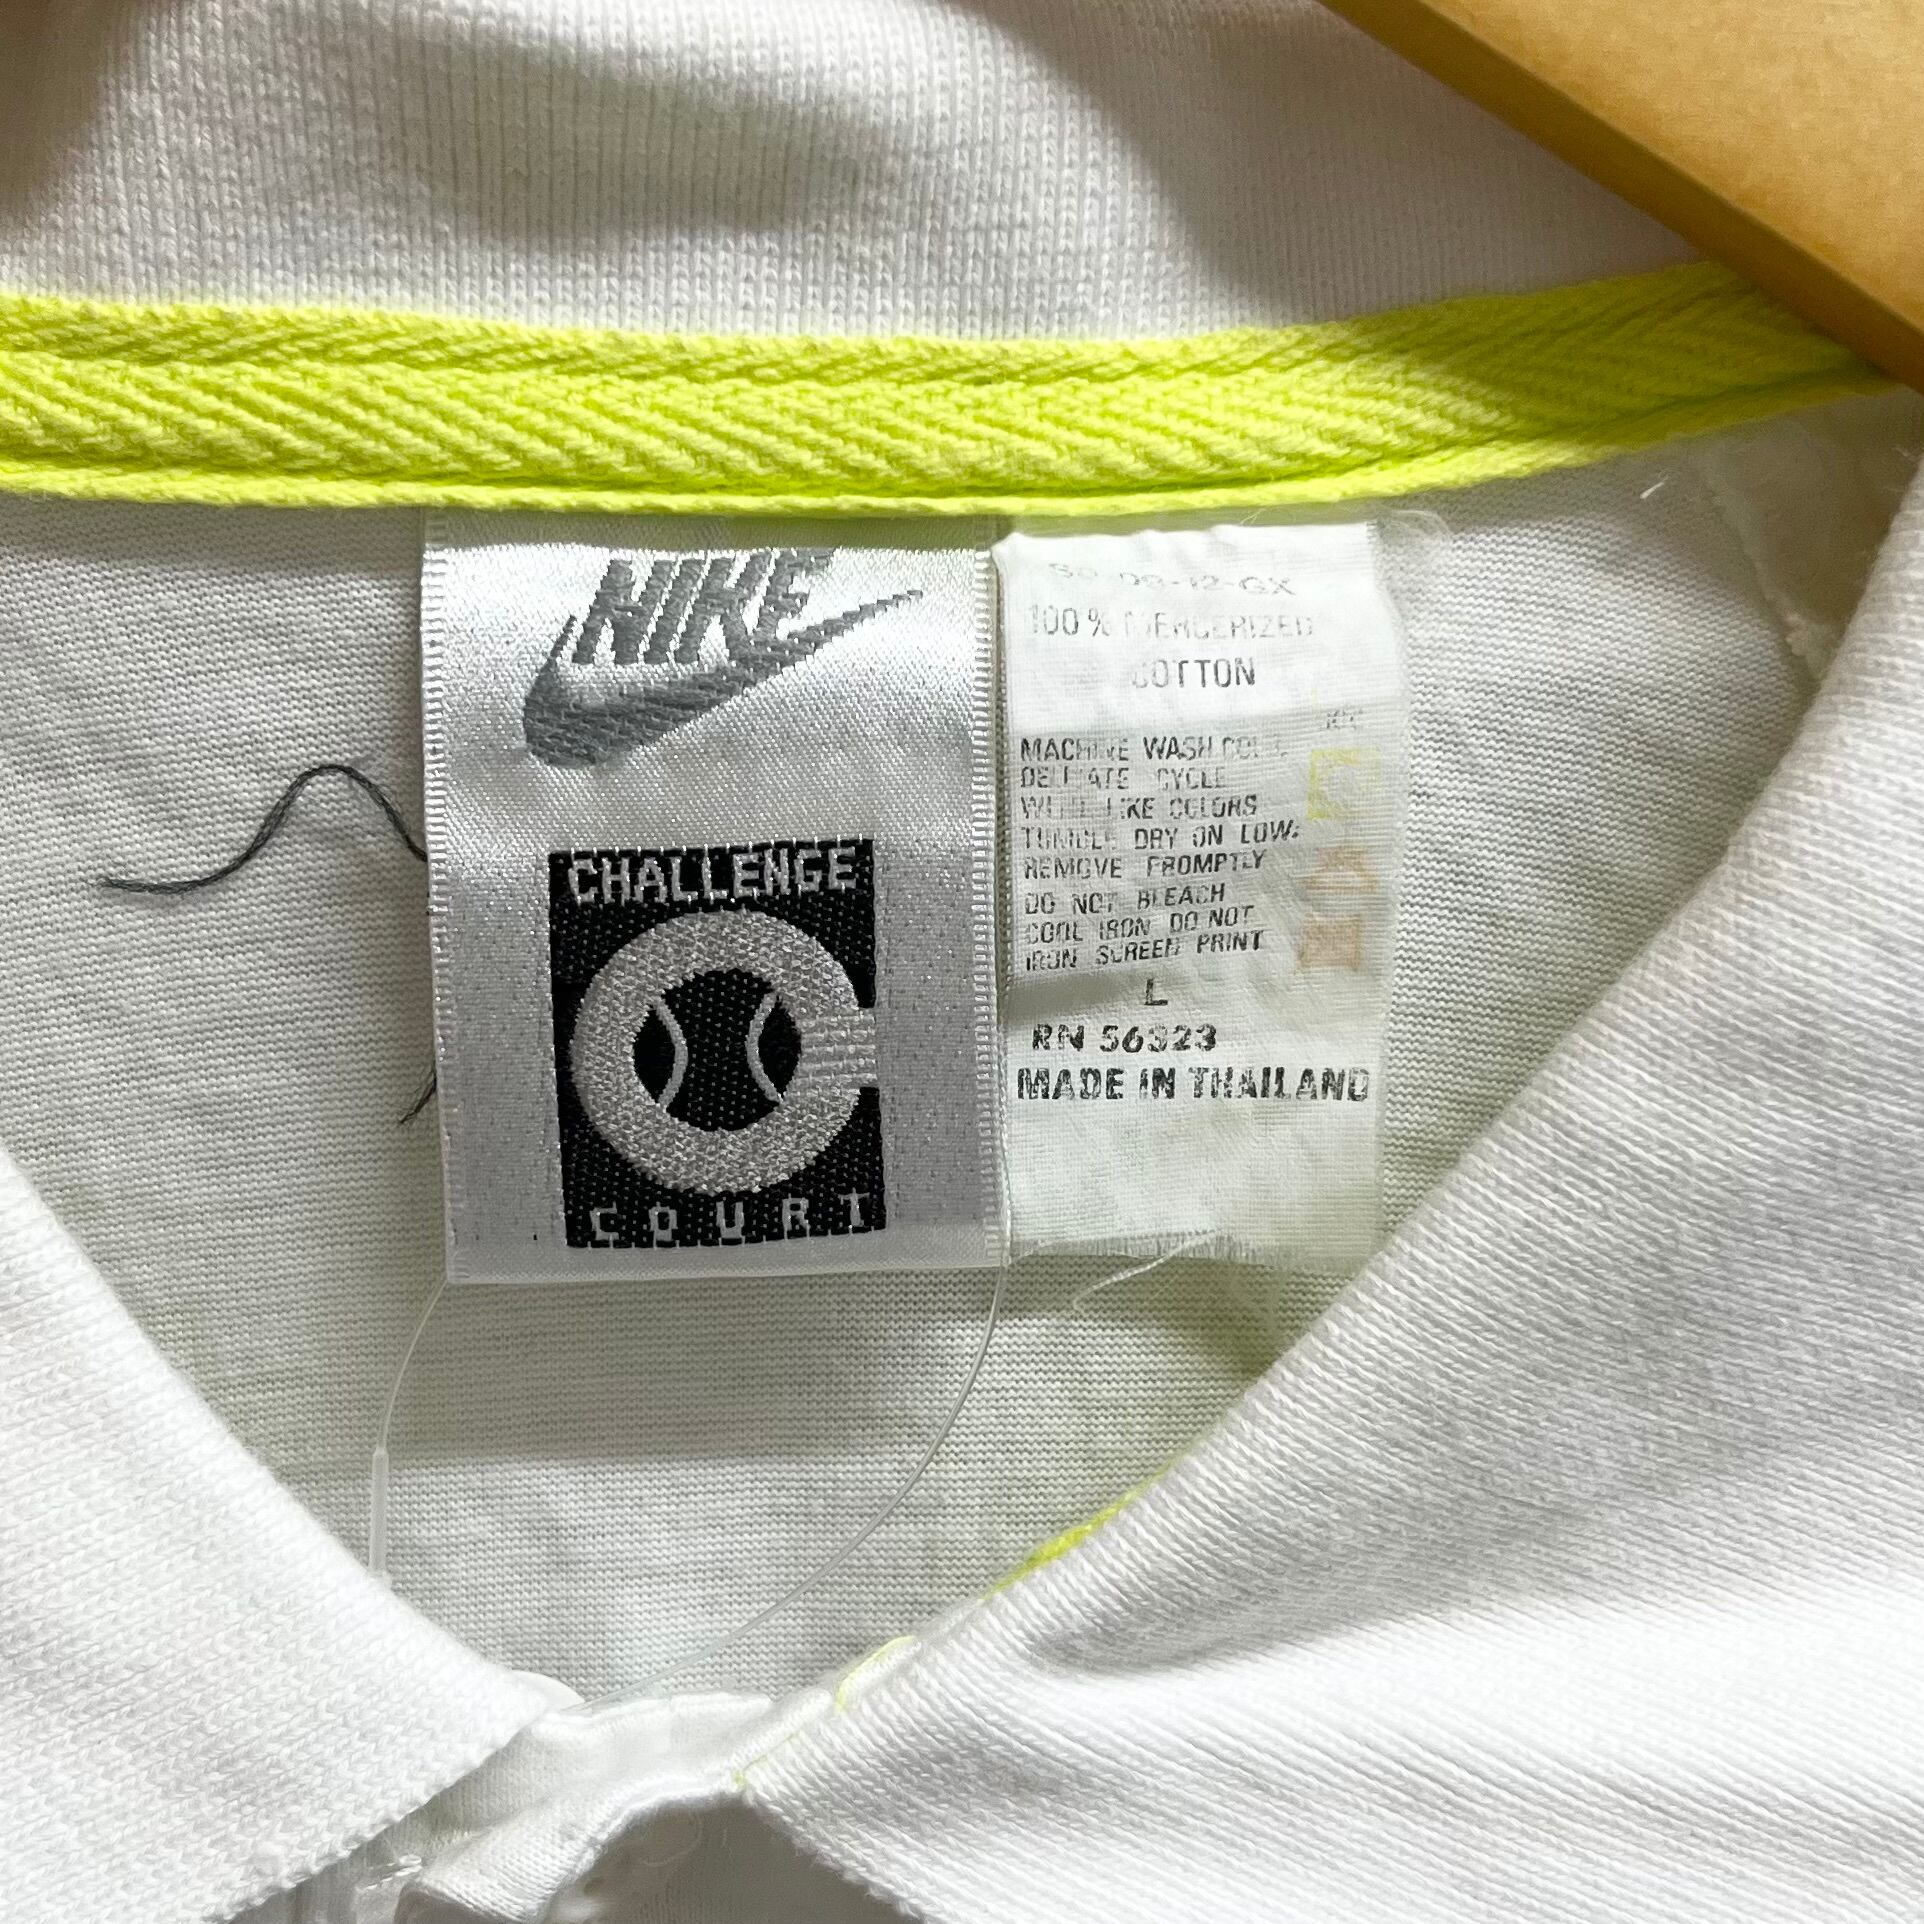 NIKE
CHALLENGE
COURT
100% MERCERIZED
COTTON
MACHINE WASH COLD
DELICATE CYCLE
WITH LIKE COLORS
TUMBLE DRY ON LOW.
REMOVE PROMPTLY
DO NOT BLEACH
COOL IRON DO NOT
IRON SCREEN PRINT
L
RN 56323
MADE IN THAILAND